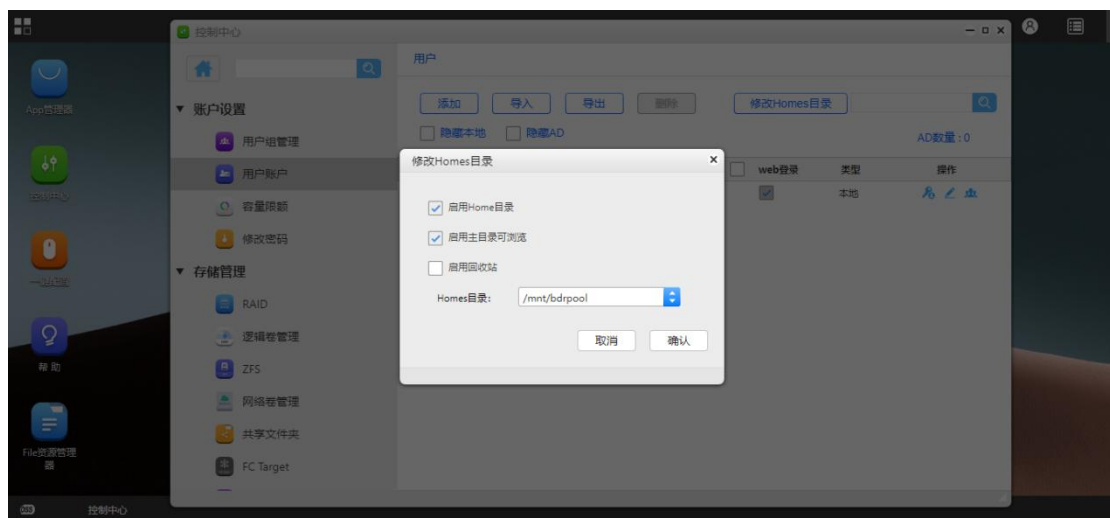 控制中心
用户
App管理器
账户设置
添加
导入
导出
删除
修改Homes目录
隐藏本地
隐藏AD
AD数量 : 0
用户组管理
修改Homes目录
web登录
类型
操作
用户账户
本地
控制中心
容量限额
启用Home目录
修改密码
启用主目录可浏览
启用回收站
存储管理
RAID
Homes目录:
/mnt/bdrpool
逻辑卷管理
取消
确认
帮 助
ZFS
网络卷管理
共享文件夹
File资源管理
器
FC Target
控制中心